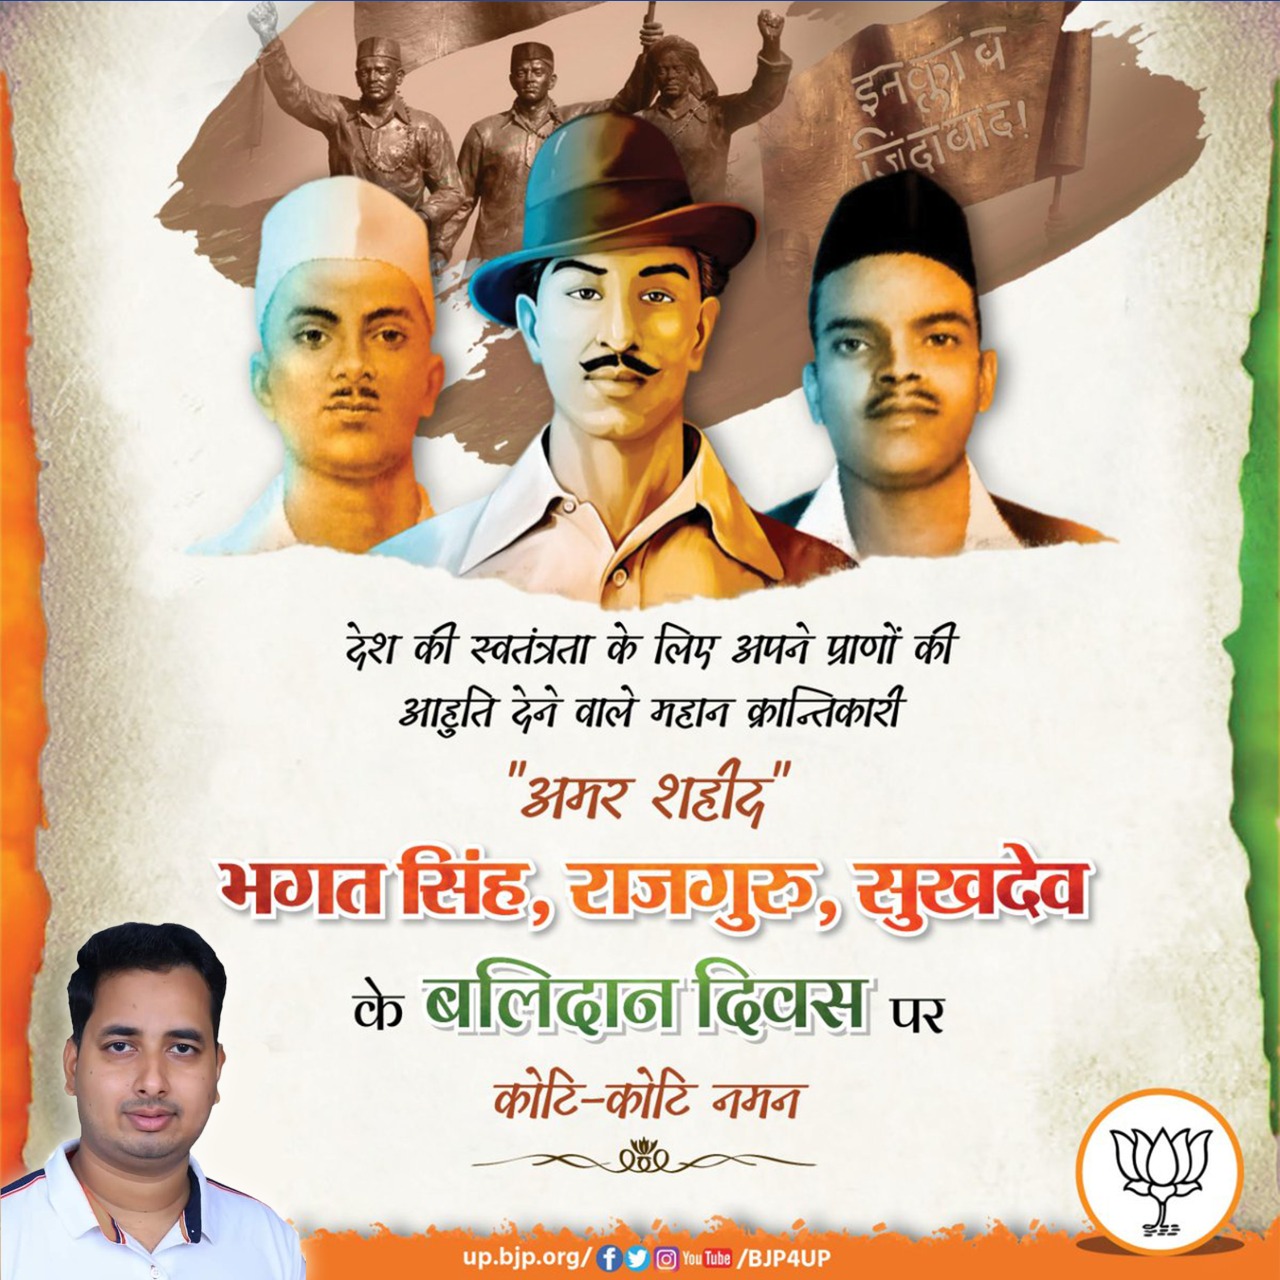 इनक़लाब
ज़िंदाबाद!
देश की स्वतंत्रता के लिए अपने प्राणों की
आहुति देने वाले महान क्रान्तिकारी
"अमर शहीद"
भगत सिंह, राजगुरु, सुखदेव
के बलिदान दिवस पर
कोटि-कोटि नमन
up.bjp.org/ YouTube /BJP4UP